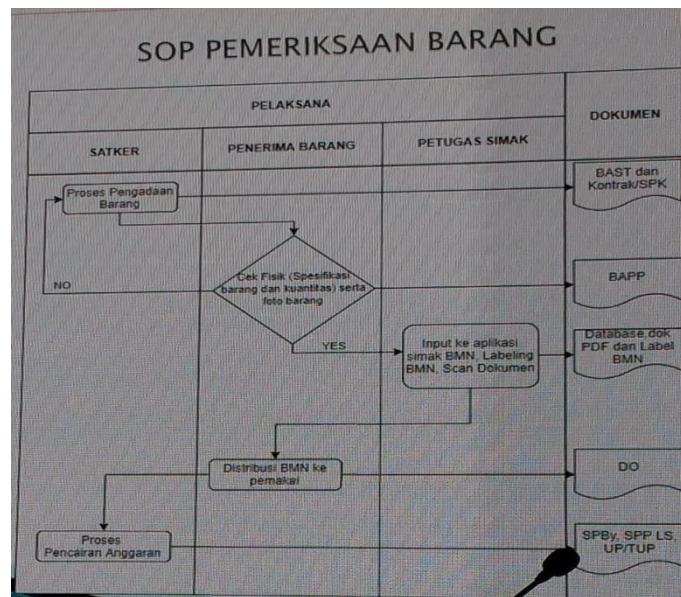 SOP PEMERIKSAAN BARANG
PELAKSANA
DOKUMEN
SATKER
PENERIMA BARANG
PETUGAS SIMAK
Proses Pengadaan
Barang
BAST dan
Kontrak/SPK
NO
Cek Fisik (Spesifikasi
barang dan kuantitas) serta
foto barang
BAPP
YES
Input ke aplikasi
simak BMN, Labeling
BMN, Scan Dokumen
Database dok
PDF dan Label
BMN
Distribusi BMN ke
pemakai
DO
Proses
Pencairan Anggaran
SPBy, SPP LS,
UP/TUP